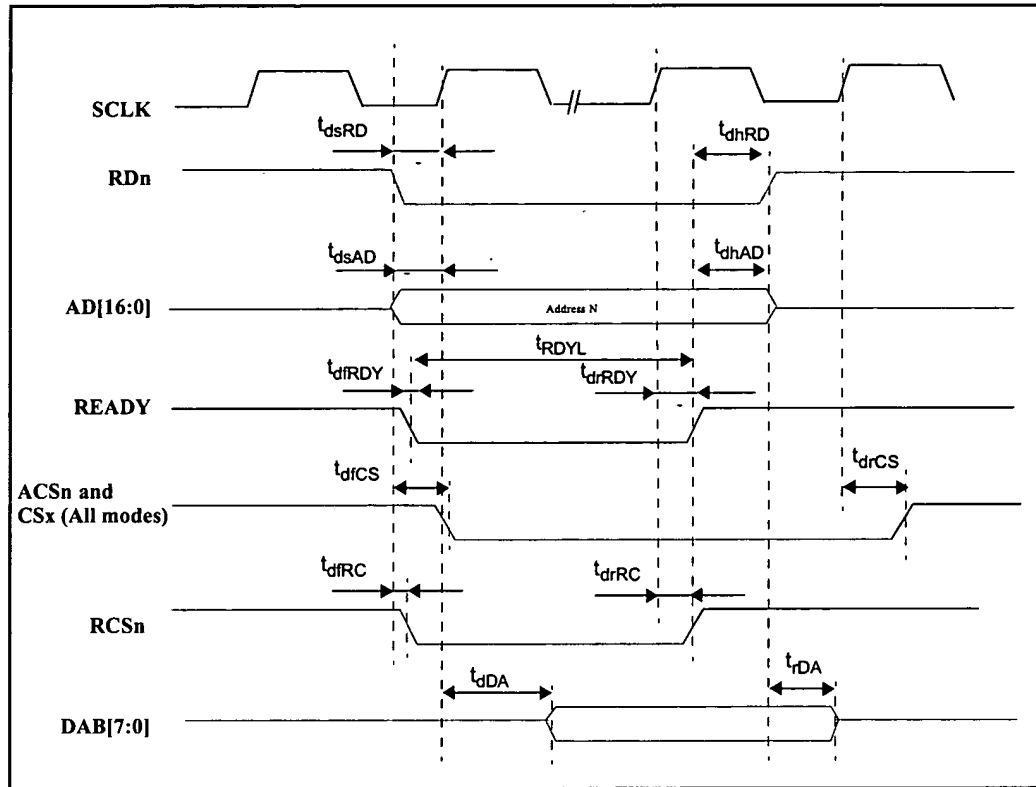 SCLK
tdsRD
tdhRD
RDn
tdsAD
tdhAD
AD[16:0]
Address N
tRDYL
tdfRDY
tdrRDY
READY
tdfCS
tdrCS
ACSn and
CSx (All modes)
tdfRC
tdrRC
RCSn
tdDA
trDA
DAB[7:0]